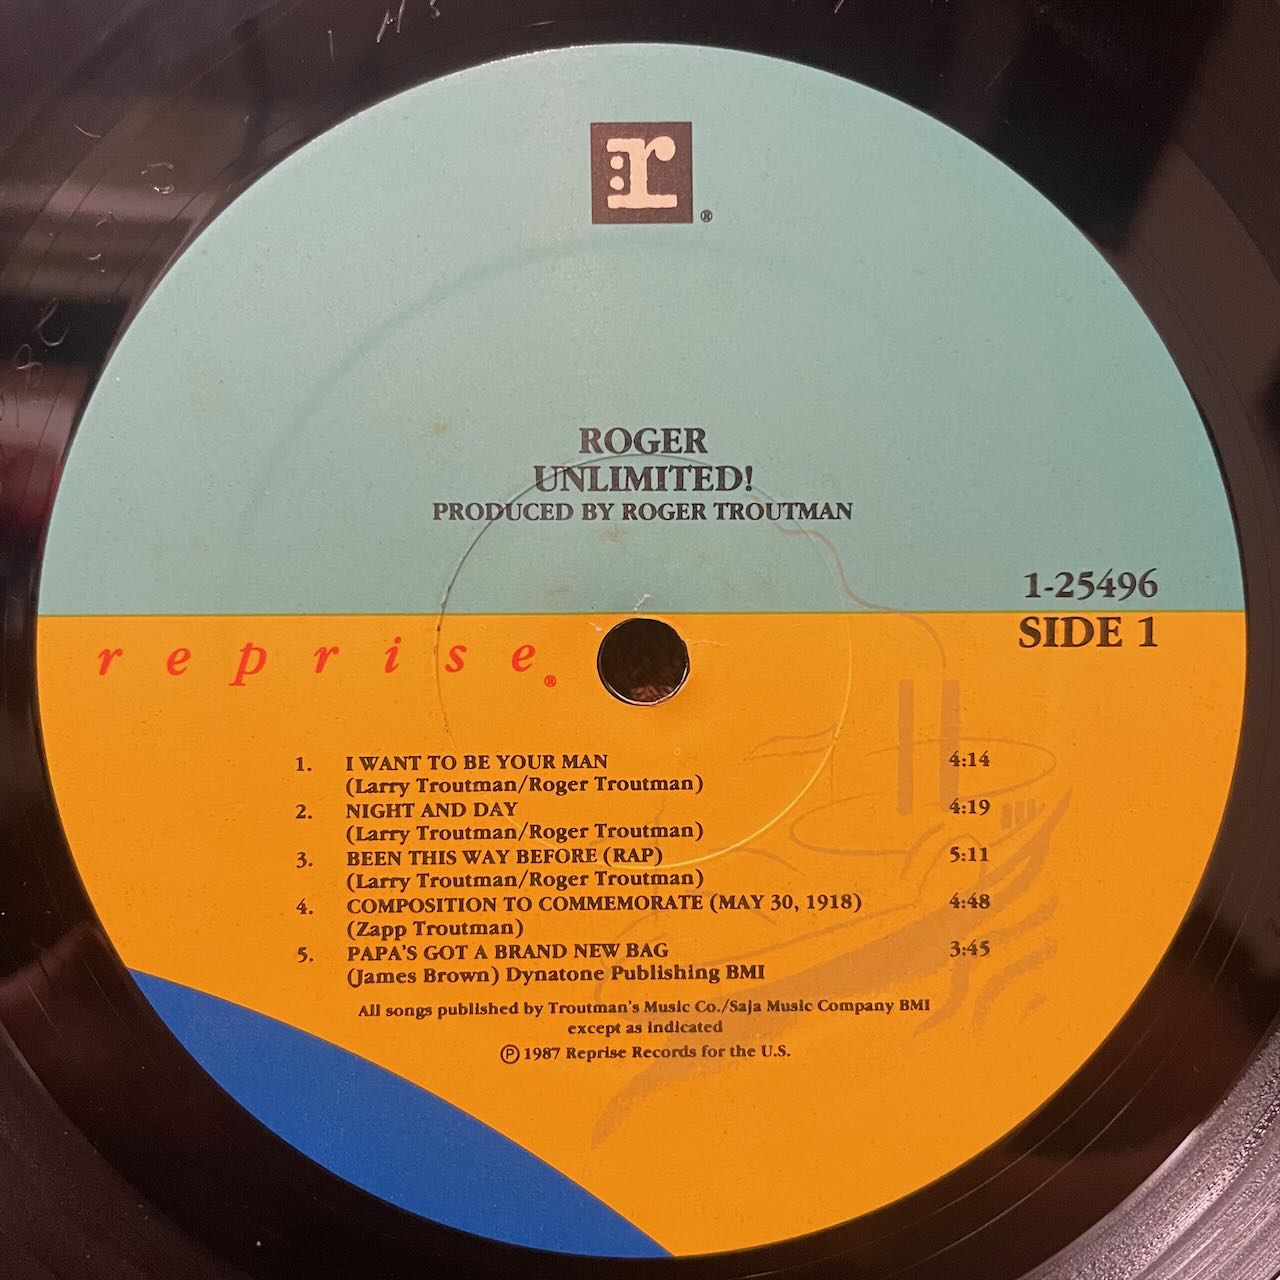 r®
ROGER
UNLIMITED!
PRODUCED BY ROGER TROUTMAN
1-25496
SIDE 1
reprise®
1. I WANT TO BE YOUR MAN 4:14
(Larry Troutman/Roger Troutman)
2. NIGHT AND DAY 4:19
(Larry Troutman/Roger Troutman)
3. BEEN THIS WAY BEFORE (RAP) 5:11
(Larry Troutman/Roger Troutman)
4. COMPOSITION TO COMMEMORATE (MAY 30, 1918) 4:48
(Zapp Troutman)
5. PAPA'S GOT A BRAND NEW BAG 3:45
(James Brown) Dynatone Publishing BMI
All songs published by Troutman's Music Co./Saja Music Company BMI
except as indicated
℗ 1987 Reprise Records for the U.S.